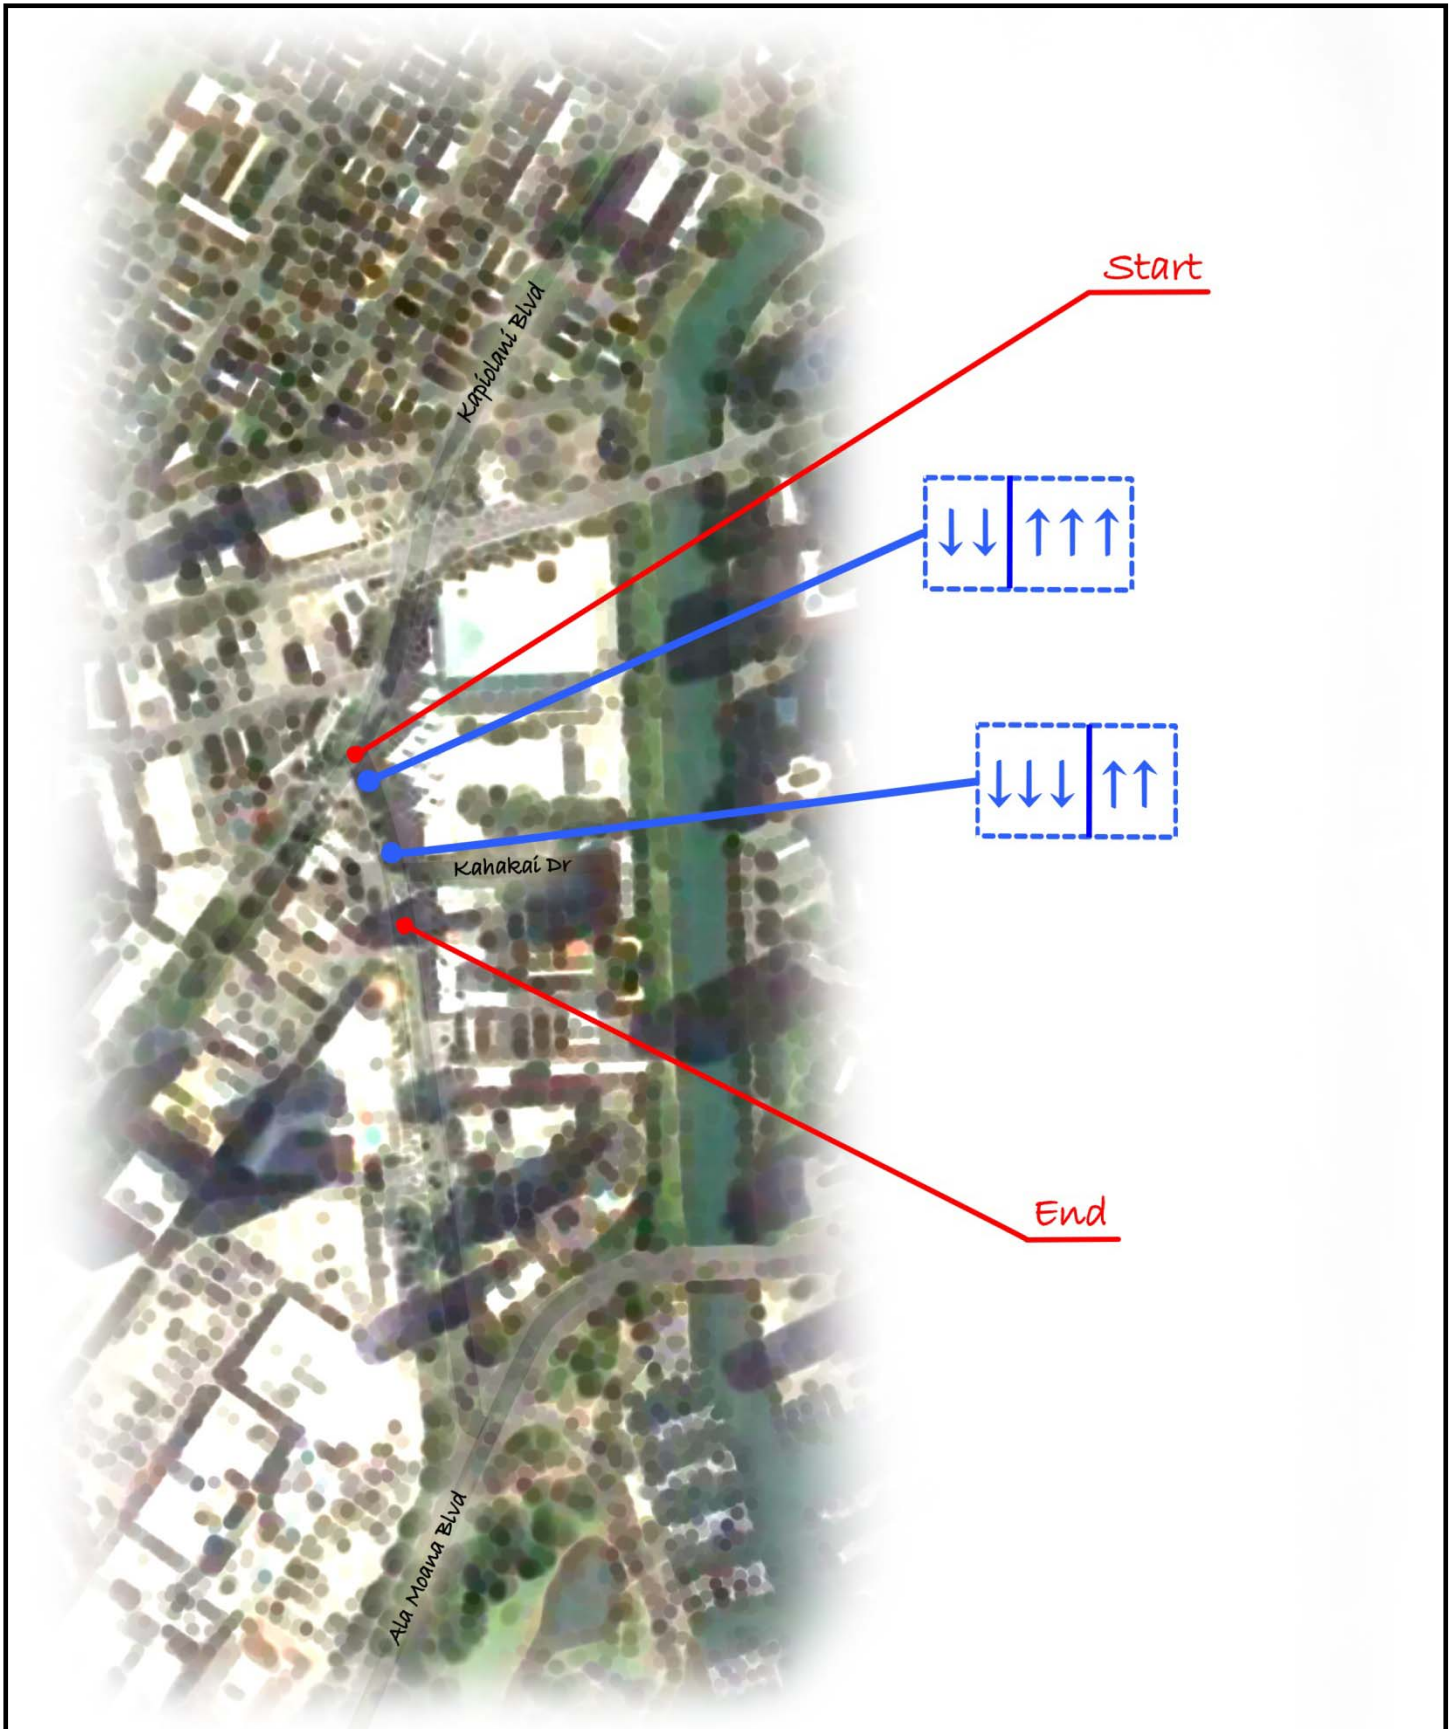 Start
Kapiolani Blvd
↓↓ | ↑↑↑
↓↓↓ | ↑↑
Kahakai Dr
End
Ala Moana Blvd